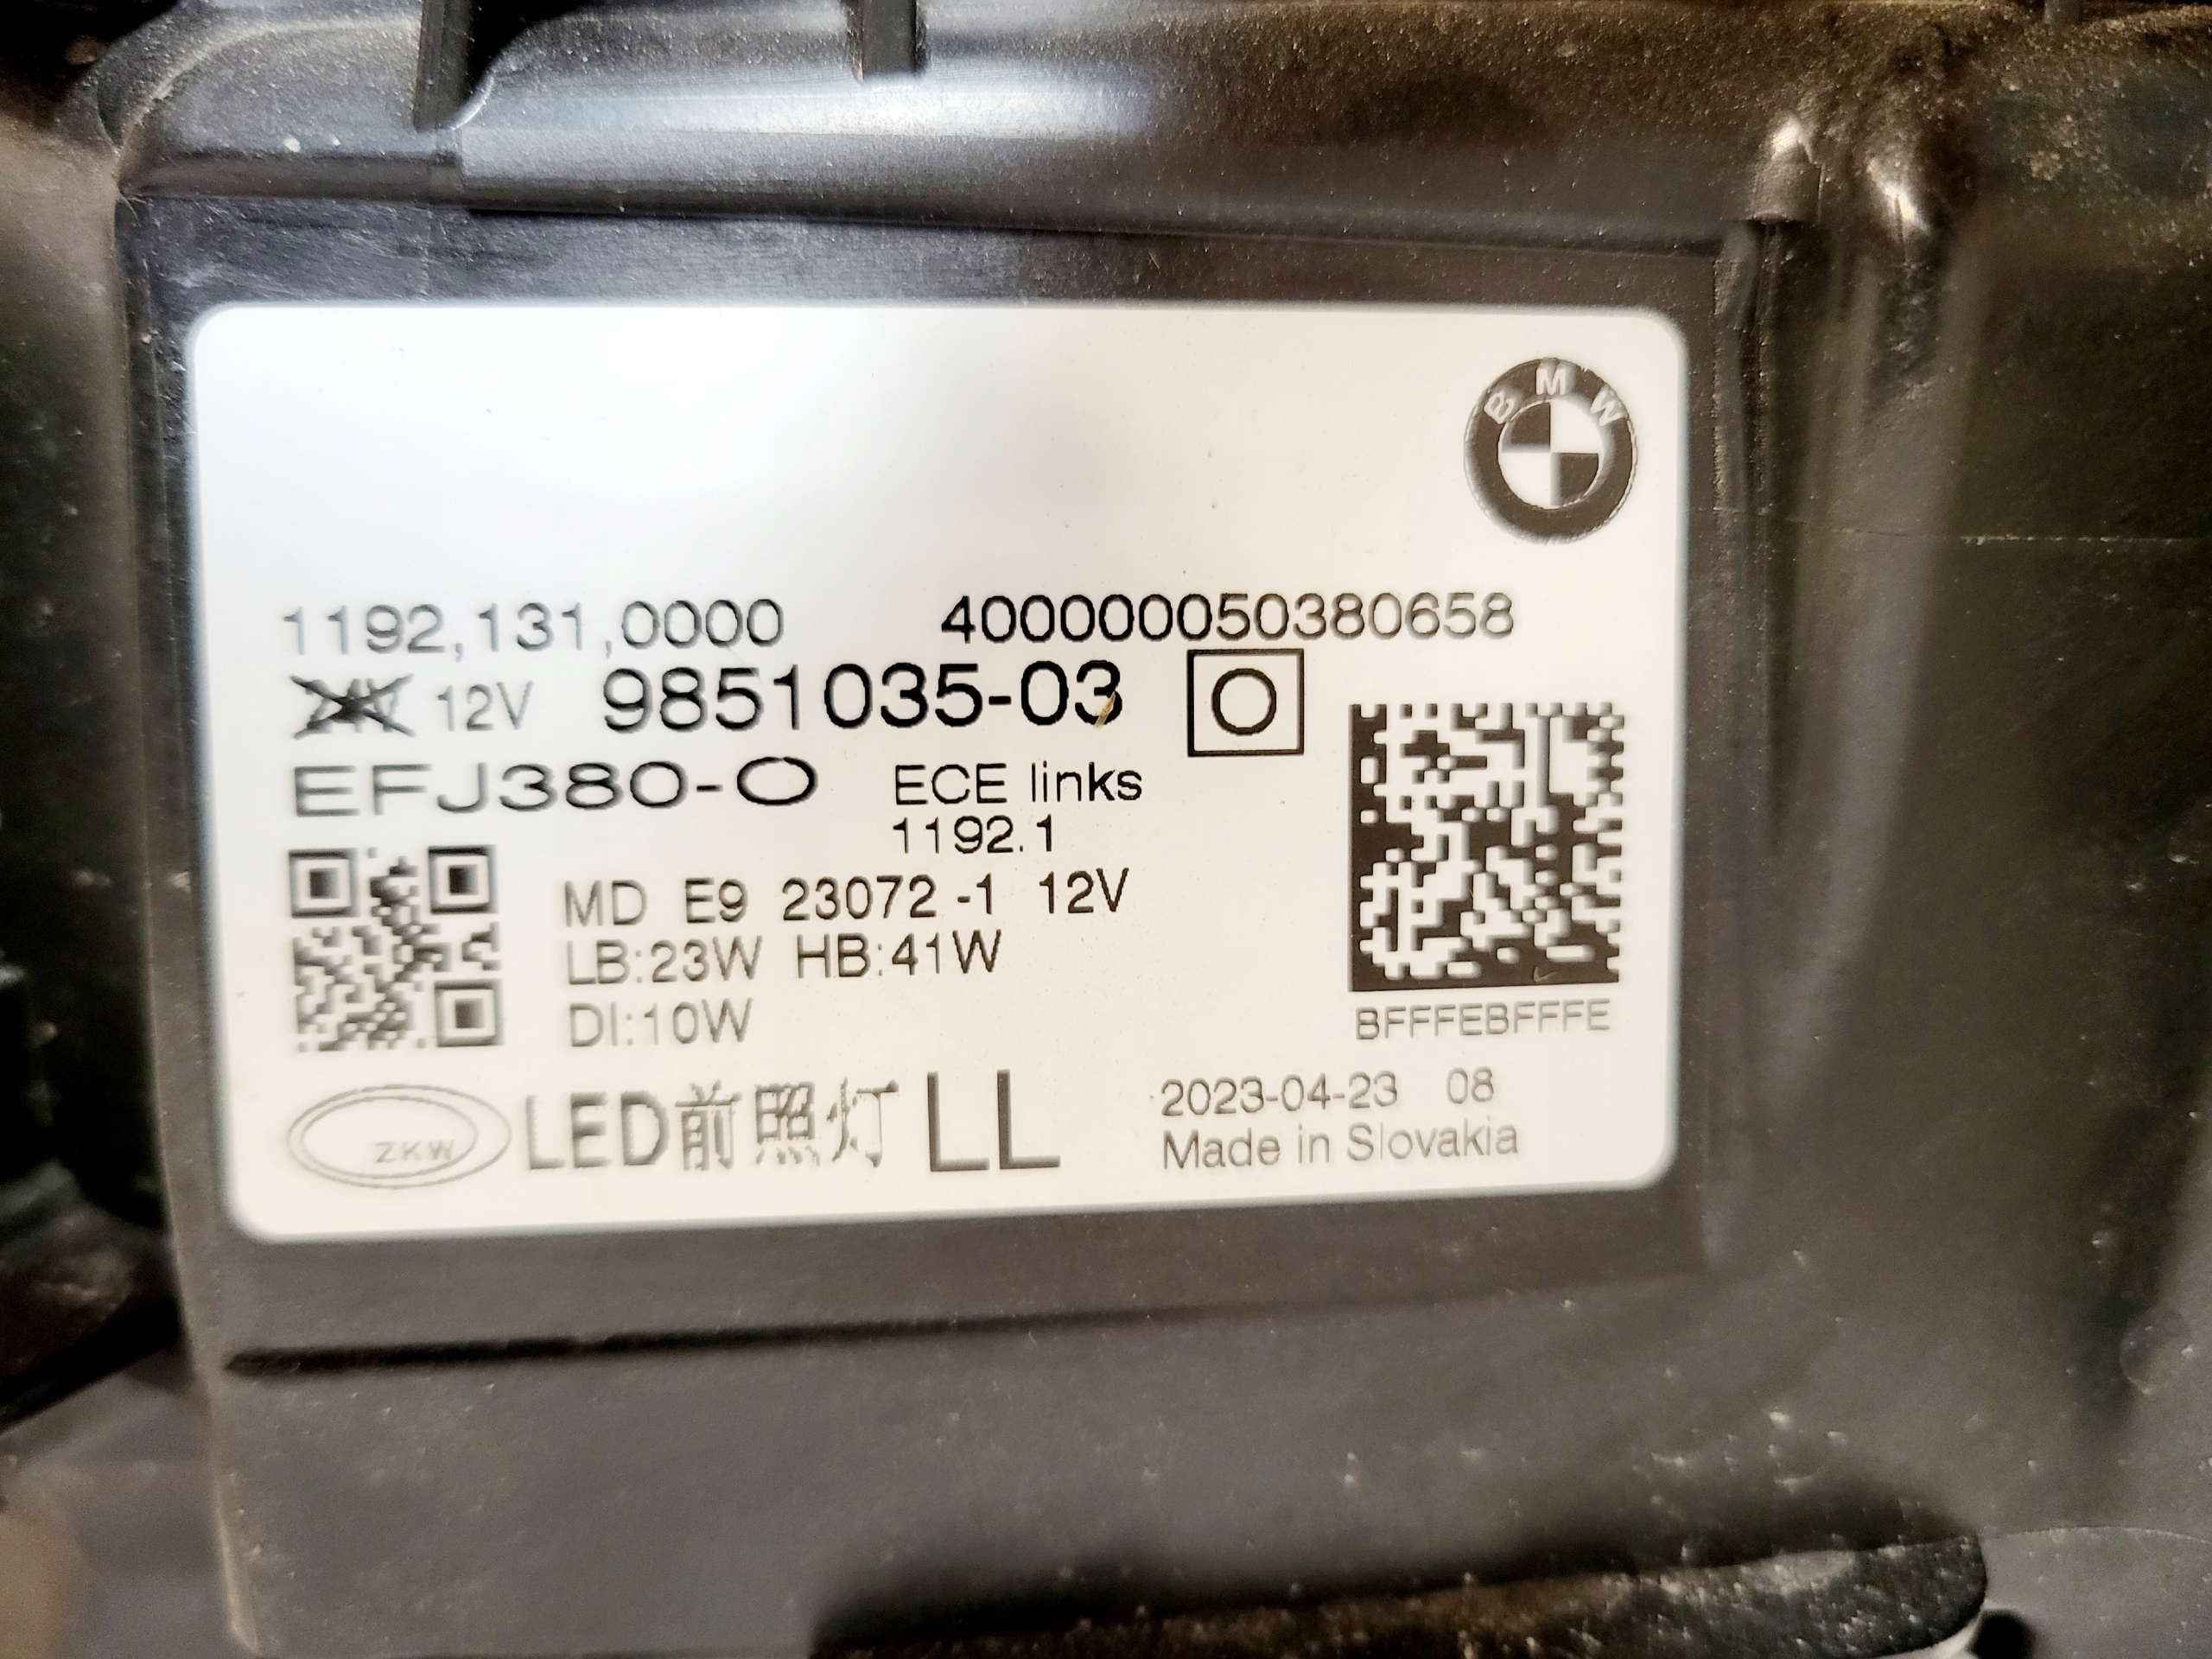 BMW
1192,131,0000 400000050380658
24V 12V 9851035-03 O
EFJ380-O ECE links
1192.1
MD E9 23072 -1 12V
LB:23W HB:41W
DI:10W
BFFFEBFFFE
ZKW LED前照灯 LL
2023-04-23 08
Made in Slovakia